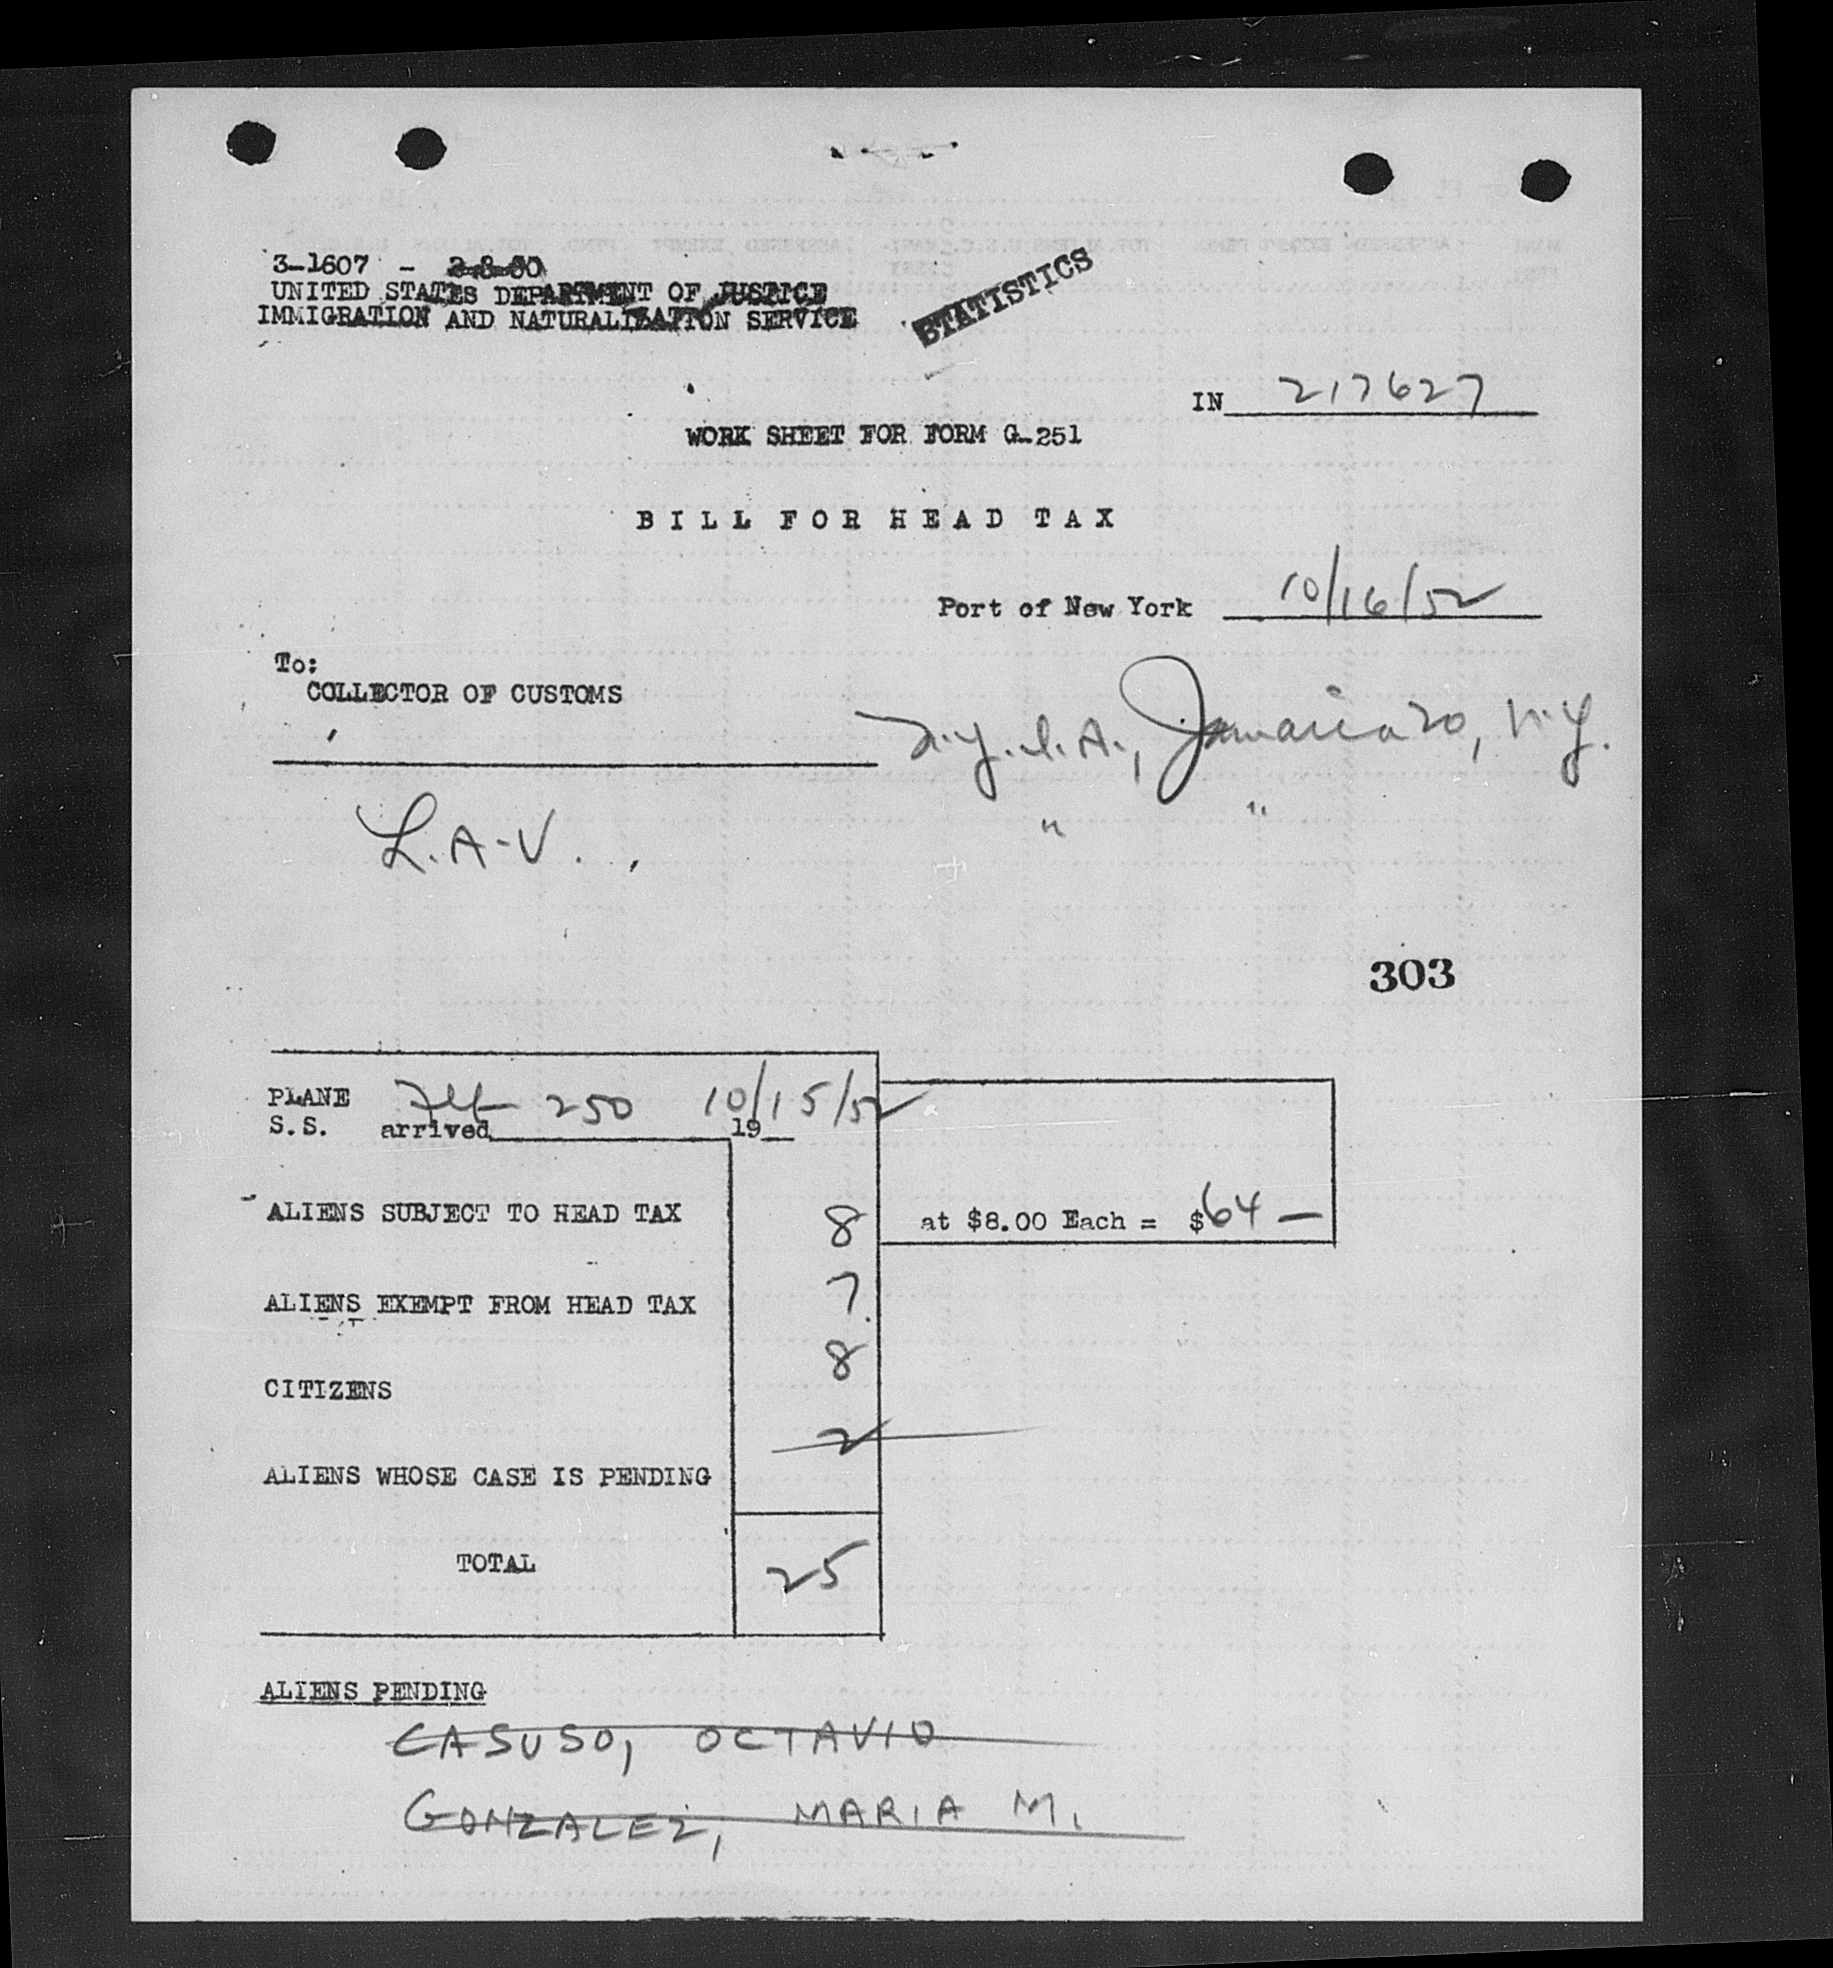 3-1607 - 2-8-50
UNITED STATES DEPARTMENT OF JUSTICE
IMMIGRATION AND NATURALIZATION SERVICE
STATISTICS
IN 217627
WORK SHEET FOR FORM G-251
BILL FOR HEAD TAX
Port of New York 10/16/52
To:
COLLECTOR OF CUSTOMS
N.Y.I.A., Jamaica 20, N.Y.
L.A.V. " "
303
PLANE Flt 250 10/15/52
S.S. arrived 19
ALIENS SUBJECT TO HEAD TAX 8 at $8.00 Each = $64 —
ALIENS EXEMPT FROM HEAD TAX 7
CITIZENS 8
ALIENS WHOSE CASE IS PENDING 2
TOTAL 25
ALIENS PENDING
CASUSO, OCTAVIO
GONZALEZ, MARIA M.